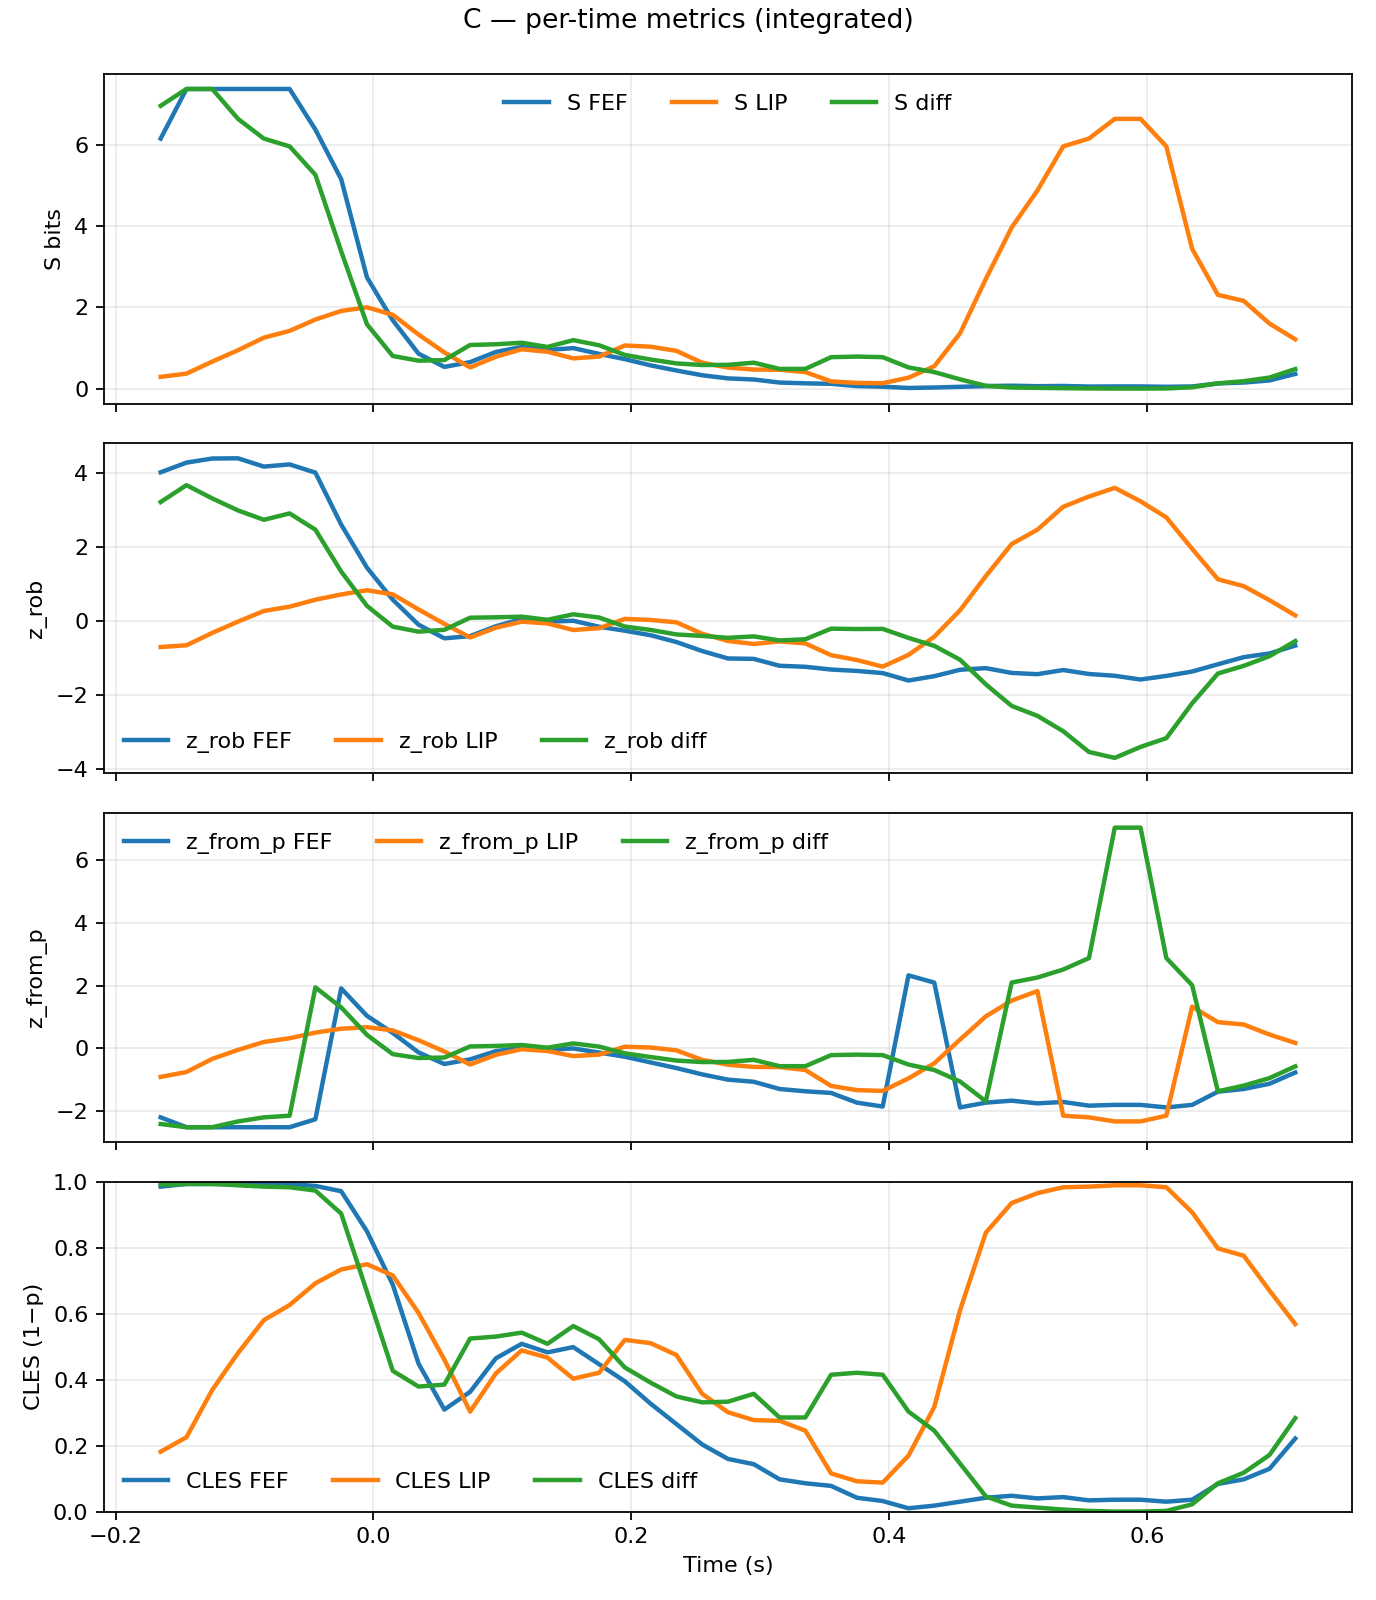 C — per-time metrics (integrated)
S FEF S LIP S diff
S bits
6
4
2
0
z_rob
4
2
0
−2
−4
z_rob FEF z_rob LIP z_rob diff
z_from_p FEF z_from_p LIP z_from_p diff
z_from_p
6
4
2
0
−2
CLES (1−p)
1.0
0.8
0.6
0.4
0.2
0.0
CLES FEF CLES LIP CLES diff
−0.2 0.0 0.2 0.4 0.6
Time (s)